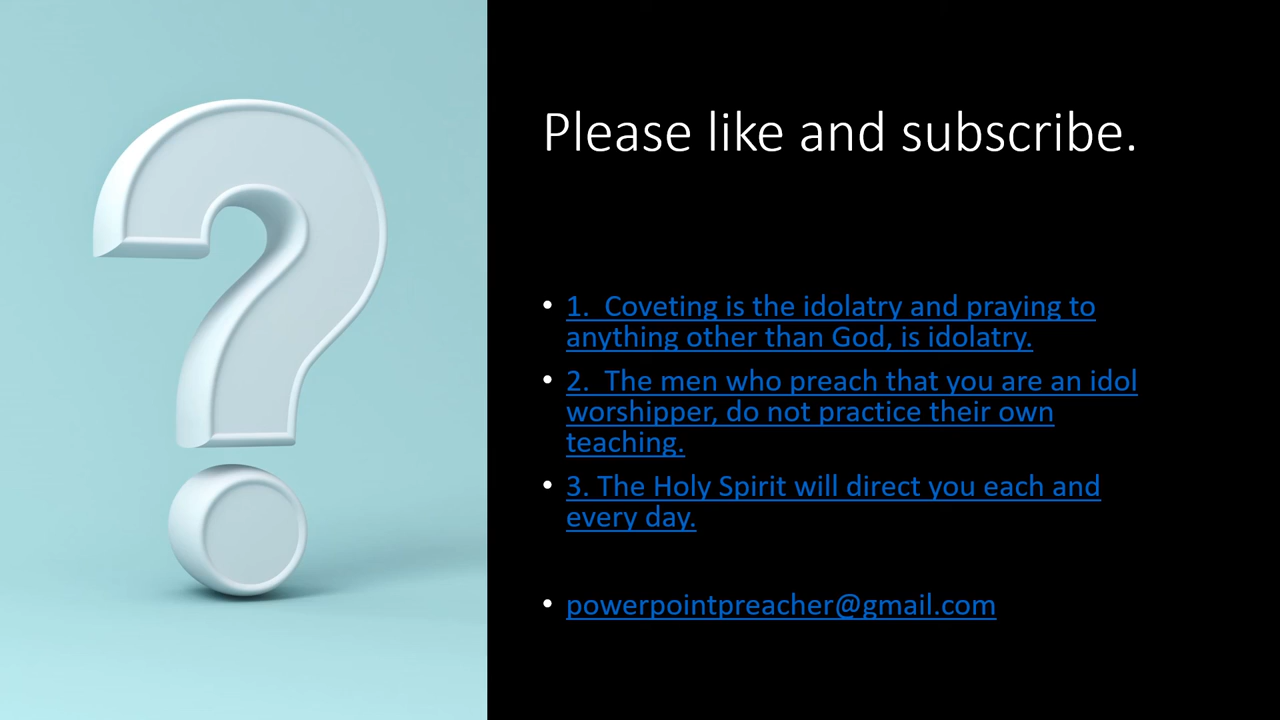 Please like and subscribe.
• 1.  Coveting is the idolatry and praying to
anything other than God, is idolatry.
• 2.  The men who preach that you are an idol
worshipper, do not practice their own
teaching.
• 3. The Holy Spirit will direct you each and
every day.
• powerpointpreacher@gmail.com